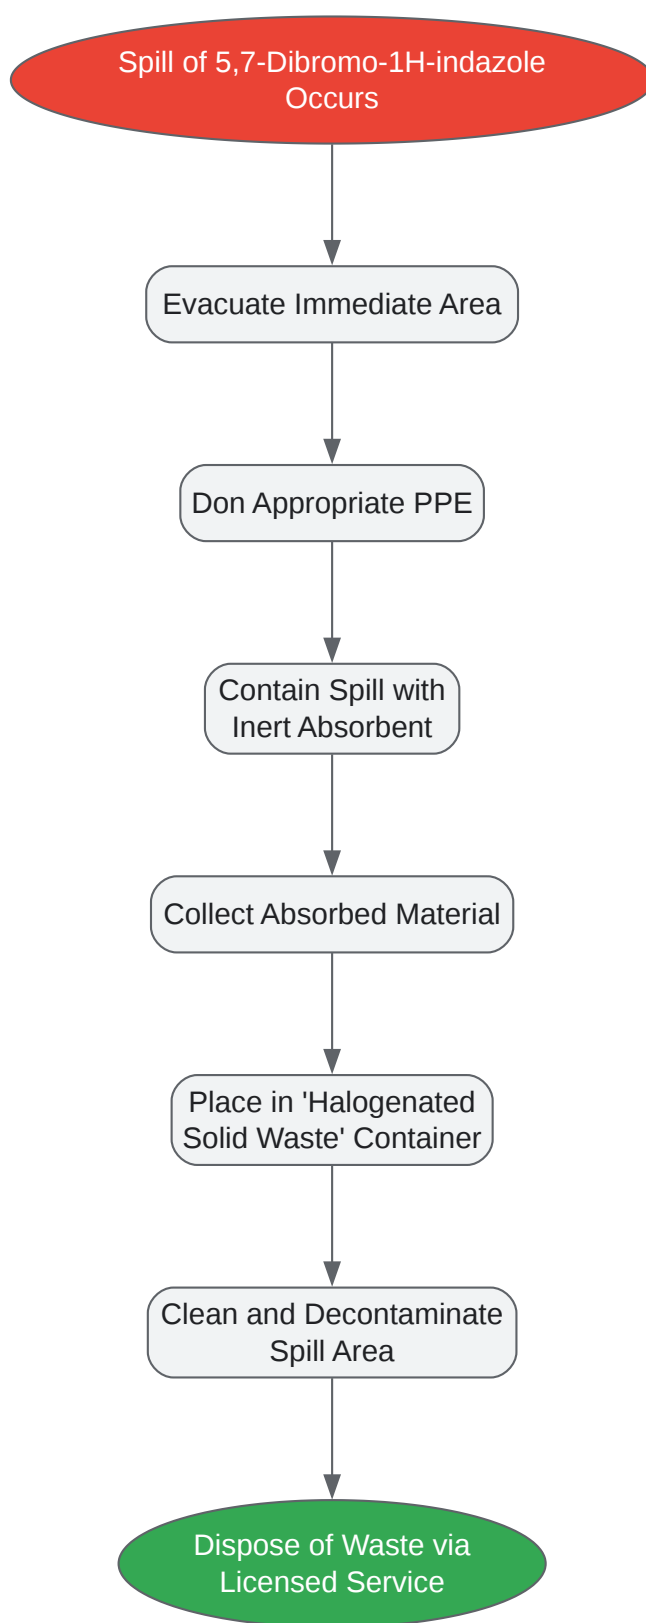 Spill of 5,7-Dibromo-1H-indazole
Occurs
Evacuate Immediate Area
Don Appropriate PPE
Contain Spill with
Inert Absorbent
Collect Absorbed Material
Place in 'Halogenated
Solid Waste' Container
Clean and Decontaminate
Spill Area
Dispose of Waste via
Licensed Service